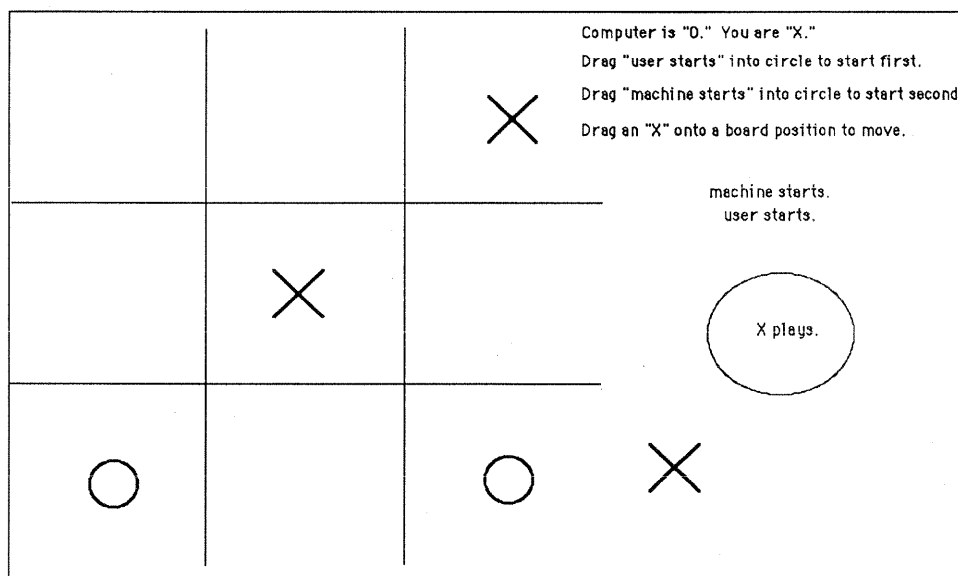 Computer is "O." You are "X."
Drag "user starts" into circle to start first.
Drag "machine starts" into circle to start second
Drag an "X" onto a board position to move.
machine starts.
user starts.
X plays.